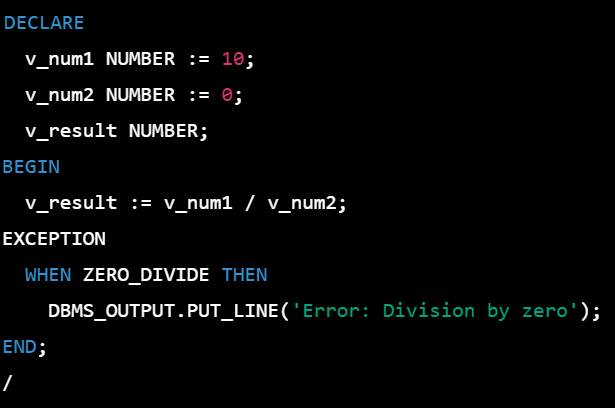 DECLARE
  v_num1 NUMBER := 10;
  v_num2 NUMBER := 0;
  v_result NUMBER;
BEGIN
  v_result := v_num1 / v_num2;
EXCEPTION
  WHEN ZERO_DIVIDE THEN
    DBMS_OUTPUT.PUT_LINE('Error: Division by zero');
END;
/